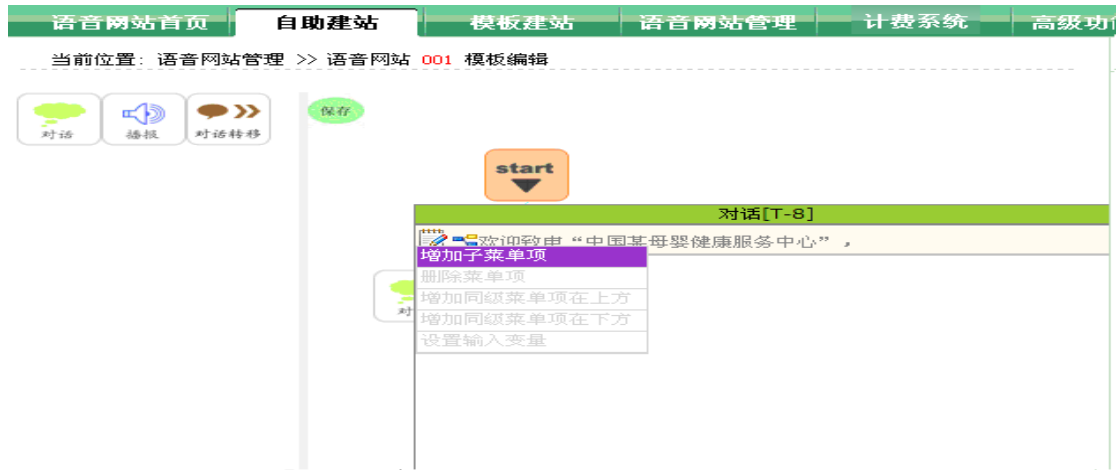 语音网站首页 自助建站 模板建站 语音网站管理 计费系统 高级功
当前位置: 语音网站管理 >> 语音网站 001 模板编辑
对话 播报 对话转移 保存
start
对话[T-8]
欢迎致电“中国某母婴健康服务中心”,
增加子菜单项
删除菜单项
增加同级菜单项在上方
对
增加同级菜单项在下方
设置输入变量